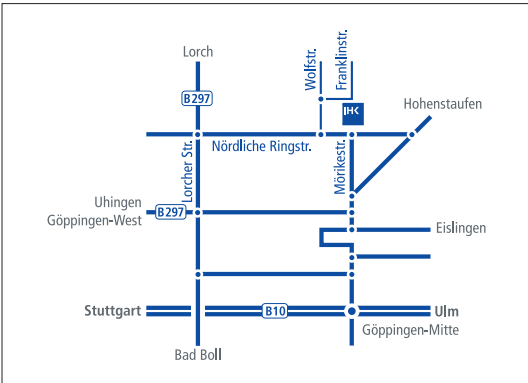 Lorch
Wolfstr.
Franklinstr.
B297
IHK
Hohenstaufen
Lorcher Str.
Nördliche Ringstr.
Mörikestr.
Uhingen
Göppingen-West
B297
Eislingen
Stuttgart
B10
Ulm
Göppingen-Mitte
Bad Boll